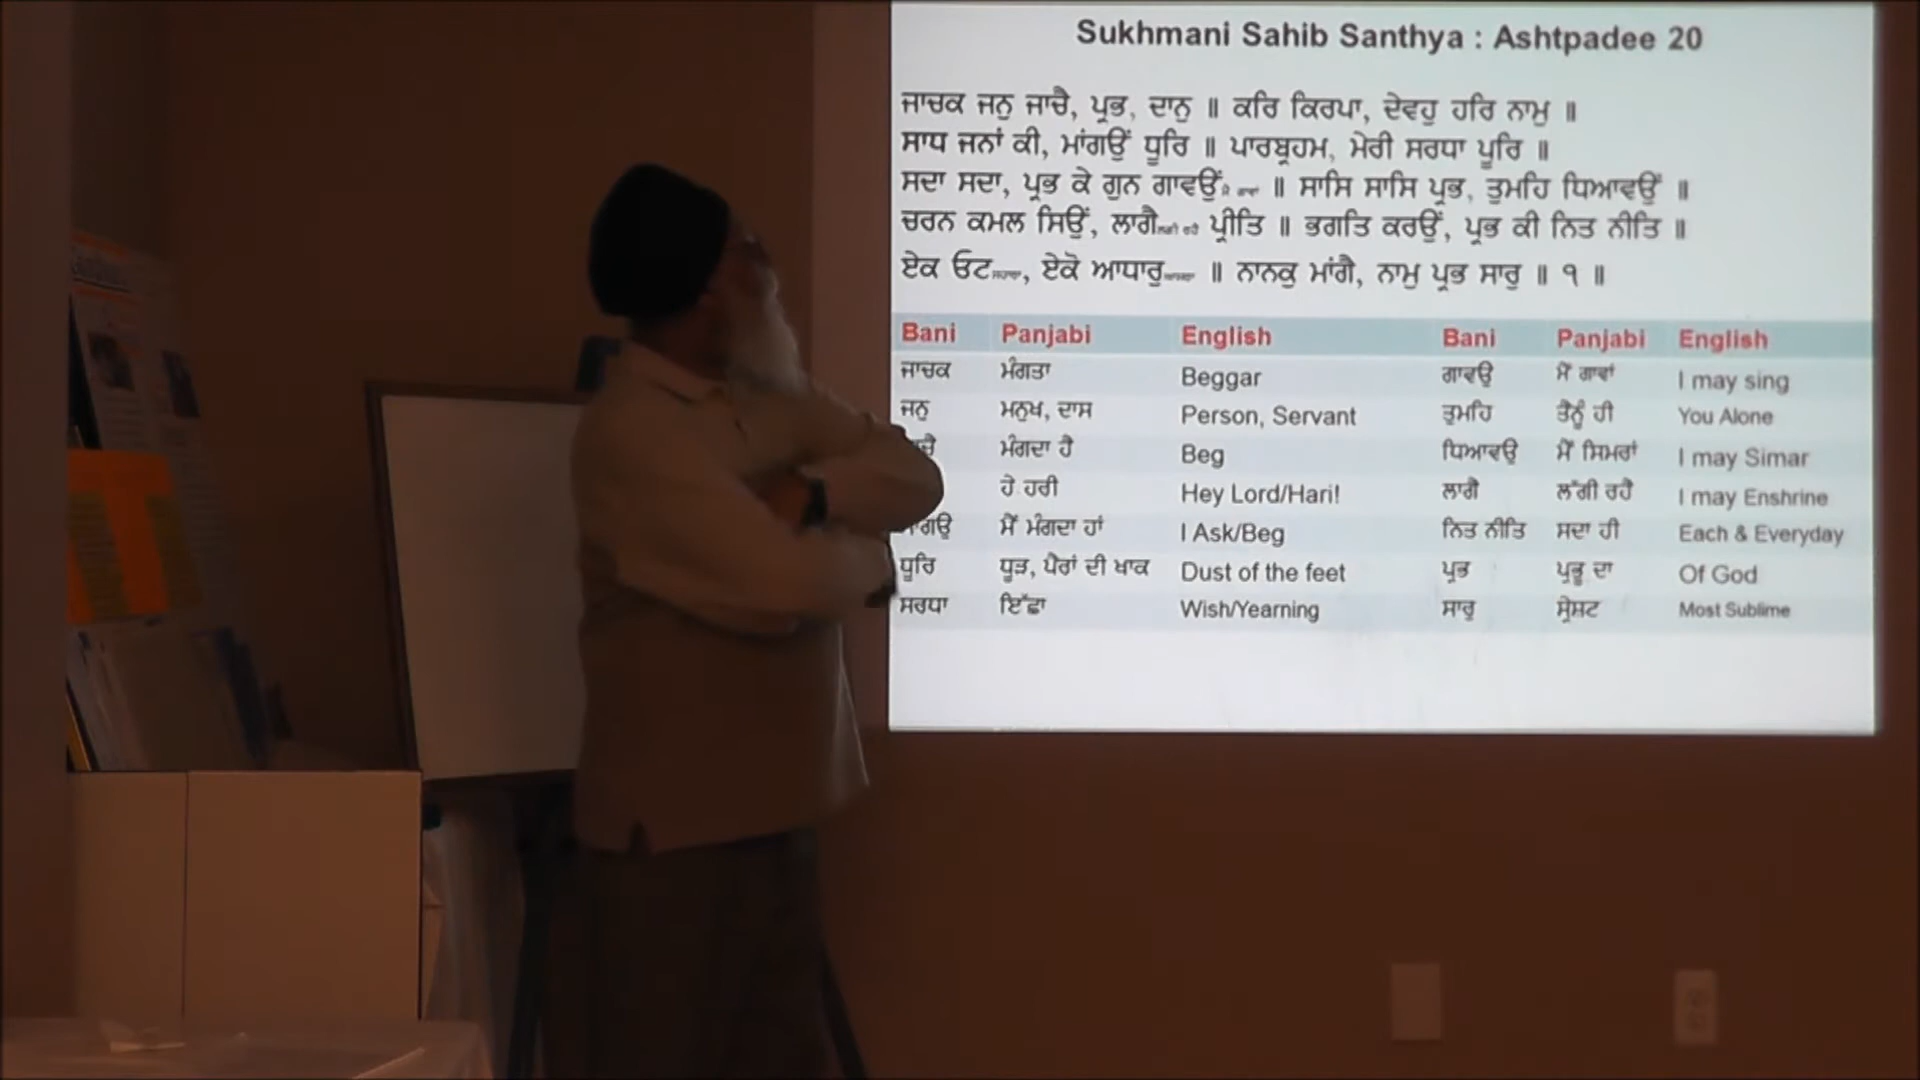 Sukhmani Sahib Santhya : Ashtpadee 20
ਜਾਚਕ ਜਨੁ ਜਾਚੈ, ਪ੍ਰਭ, ਦਾਨੁ ॥ ਕਰਿ ਕਿਰਪਾ, ਦੇਵਹੁ ਹਰਿ ਨਾਮੁ ॥
ਸਾਧ ਜਨਾਂ ਕੀ, ਮਾਂਗਉਂ ਧੂਰਿ ॥ ਪਾਰਬ੍ਰਹਮ, ਮੇਰੀ ਸਰਧਾ ਪੂਰਿ ॥
ਸਦਾ ਸਦਾ, ਪ੍ਰਭ ਕੇ ਗੁਨ ਗਾਵਉਂ ॥ ਸਾਸਿ ਸਾਸਿ ਪ੍ਰਭ, ਤੁਮਹਿ ਧਿਆਵਉਂ ॥
ਚਰਨ ਕਮਲ ਸਿਉਂ, ਲਾਗੈ ਪ੍ਰੀਤਿ ॥ ਭਗਤਿ ਕਰਉਂ, ਪ੍ਰਭ ਕੀ ਨਿਤ ਨੀਤਿ ॥
ਏਕ ਓਟ, ਏਕੋ ਆਧਾਰੁ ॥ ਨਾਨਕੁ ਮਾਂਗੈ, ਨਾਮੁ ਪ੍ਰਭ ਸਾਰੁ ॥ ੧ ॥
Bani Panjabi English Bani Panjabi English
ਜਾਚਕ ਮੰਗਤਾ Beggar ਗਾਵਉ ਮੈਂ ਗਾਵਾਂ I may sing
ਜਨੁ ਮਨੁਖ, ਦਾਸ Person, Servant ਤੁਮਹਿ ਤੈਨੂੰ ਹੀ You Alone
ਮੰਗਦਾ ਹੈ Beg ਧਿਆਵਉ ਮੈਂ ਸਿਮਰਾਂ I may Simar
ਹੇ ਹਰੀ Hey Lord/Hari! ਲਾਗੈ ਲੱਗੀ ਰਹੈ I may Enshrine
ਮੈਂ ਮੰਗਦਾ ਹਾਂ I Ask/Beg ਨਿਤ ਨੀਤਿ ਸਦਾ ਹੀ Each & Everyday
ਧੂਰਿ ਧੂੜ, ਪੈਰਾਂ ਦੀ ਖਾਕ Dust of the feet ਪ੍ਰਭ ਪ੍ਰਭੂ ਦਾ Of God
ਸਰਧਾ ਇੱਛਾ Wish/Yearning ਸਾਰੁ ਸ੍ਰੇਸ਼ਟ Most Sublime